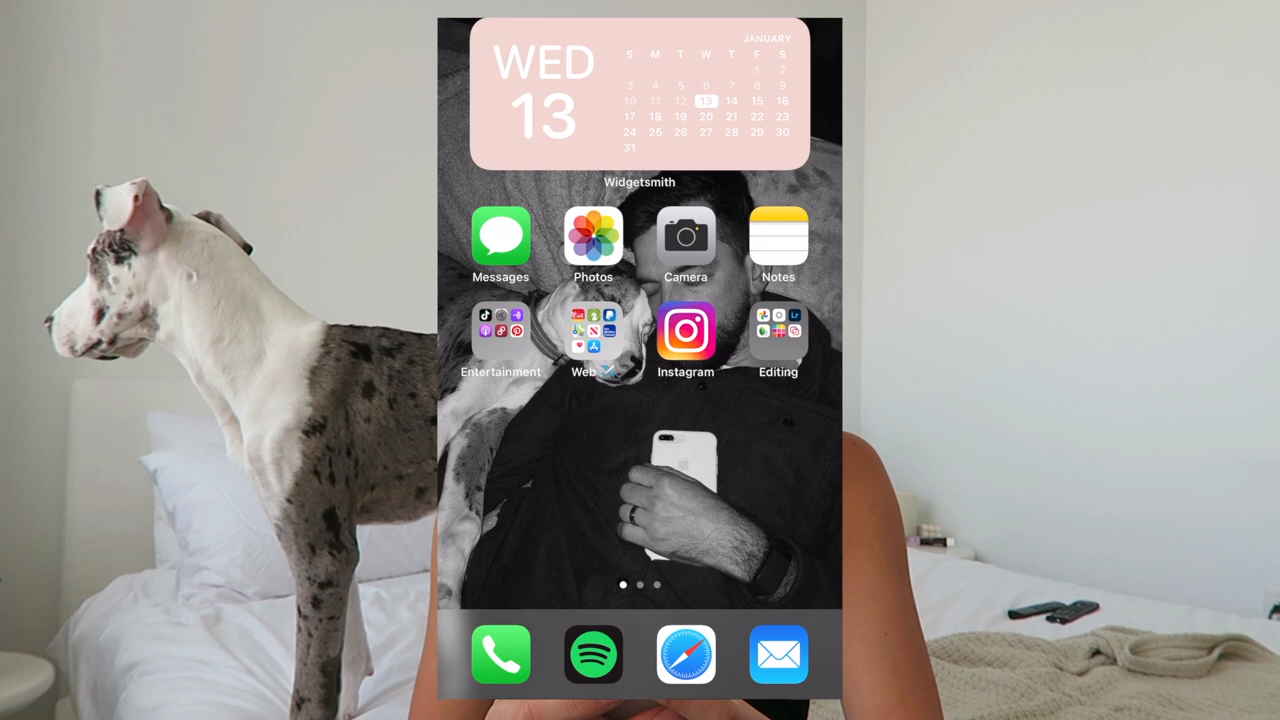 JANUARY
WED
13
S M T W T F S
1 2
3 4 5 6 7 8 9
10 11 12 13 14 15 16
17 18 19 20 21 22 23
24 25 26 27 28 29 30
31
Widgetsmith
Messages Photos Camera Notes
Entertainment Web ✈️ Instagram Editing